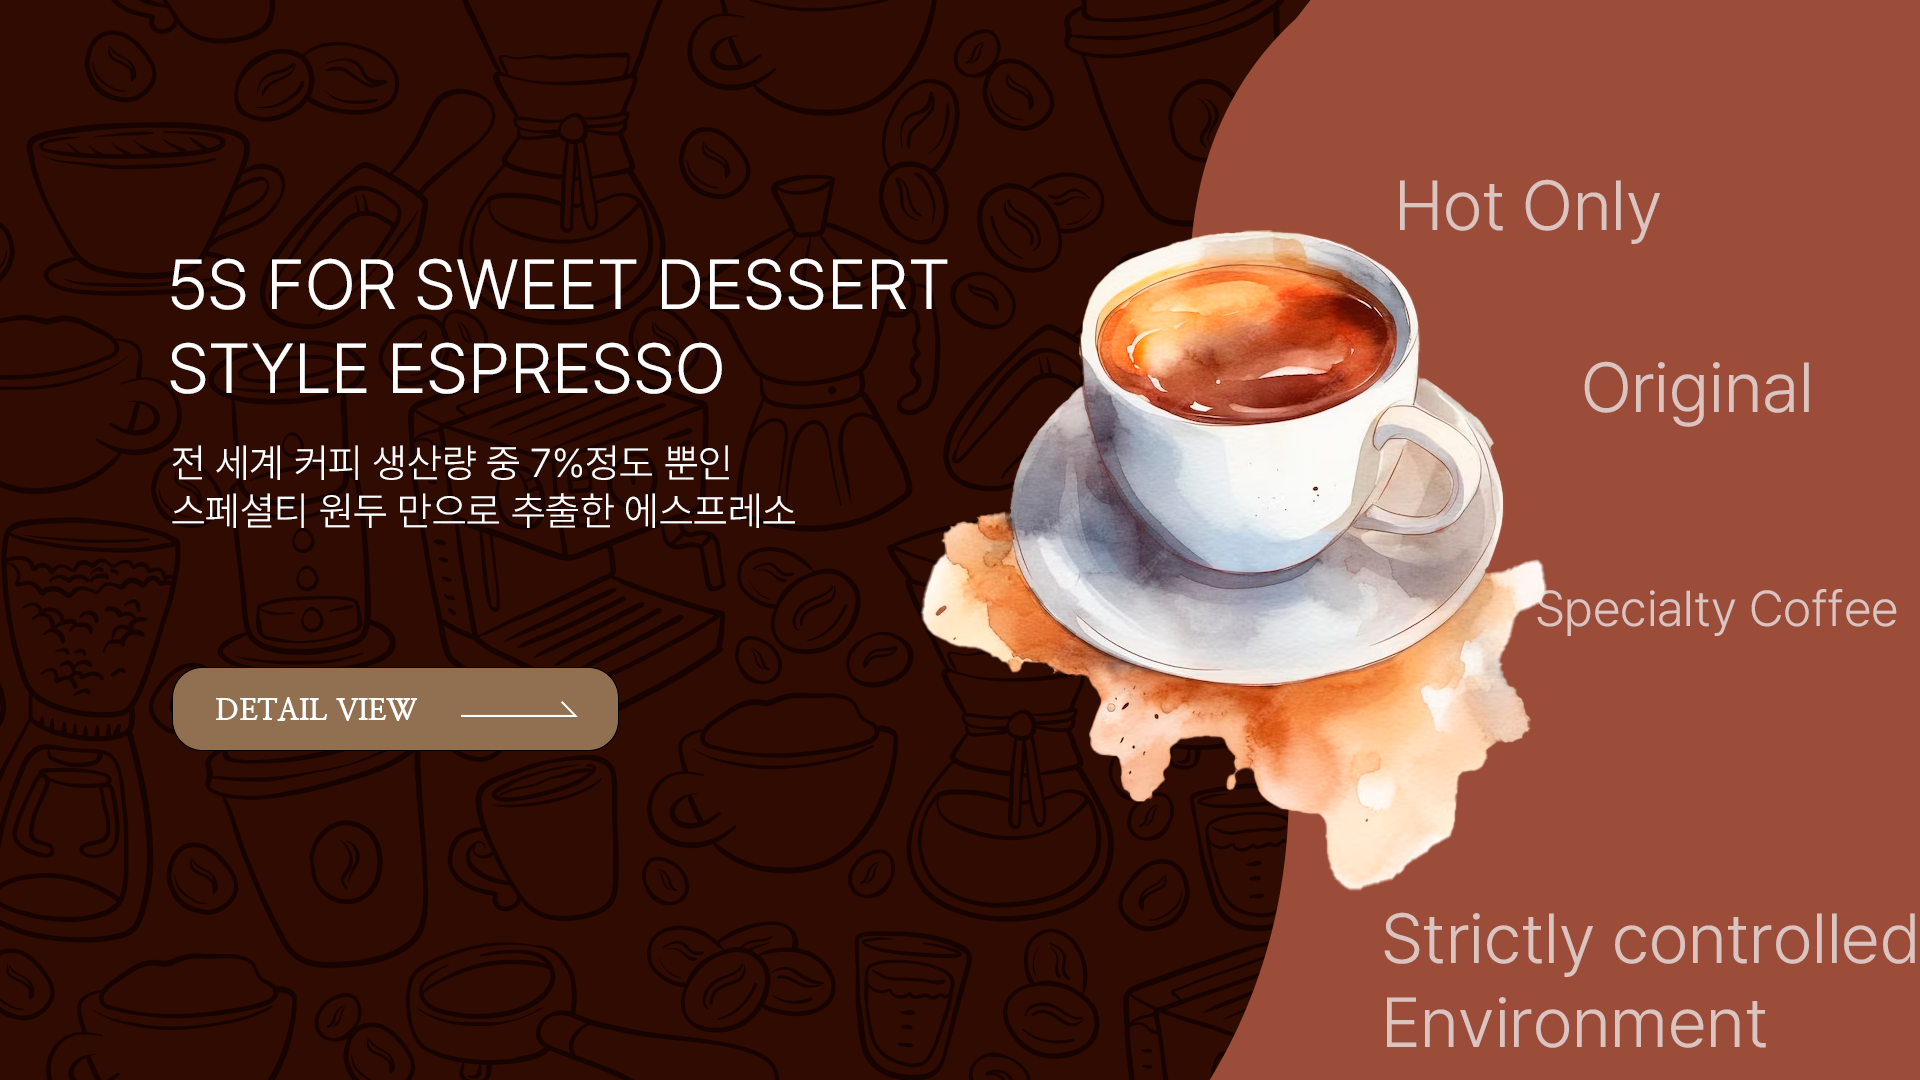 5S FOR SWEET DESSERT
STYLE ESPRESSO
전 세계 커피 생산량 중 7%정도 뿐인
스페셜티 원두 만으로 추출한 에스프레소
DETAIL VIEW
Hot Only
Original
Specialty Coffee
Strictly controlled
Environment